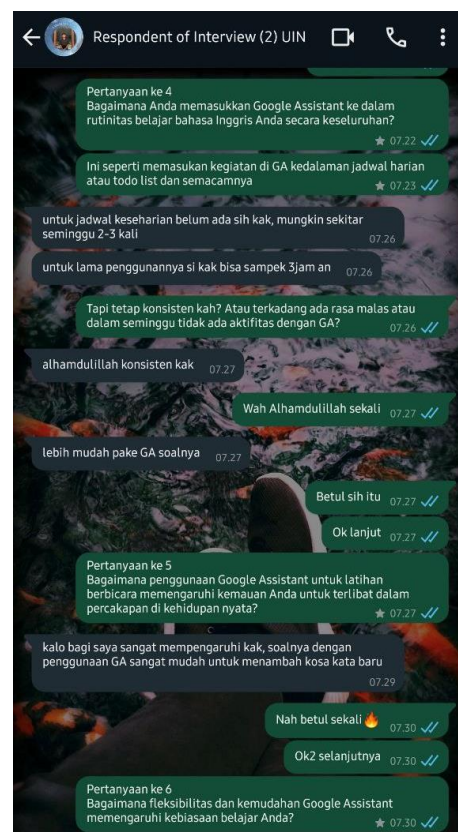 Respondent of Interview (2) UIN
Pertanyaan ke 4
Bagaimana Anda memasukkan Google Assistant ke dalam
rutinitas belajar bahasa Inggris Anda secara keseluruhan?
07.22
Ini seperti memasukan kegiatan di GA kedalaman jadwal harian
atau todo list dan semacamnya
07.23
untuk jadwal keseharian belum ada sih kak, mungkin sekitar
seminggu 2-3 kali
07.26
untuk lama penggunannya si kak bisa sampek 3jam an
07.26
Tapi tetap konsisten kah? Atau terkadang ada rasa malas atau
dalam seminggu tidak ada aktifitas dengan GA?
07.26
alhamdulillah konsisten kak
07.27
Wah Alhamdulillah sekali
07.27
lebih mudah pake GA soalnya
07.27
Betul sih itu
07.27
Ok lanjut
07.27
Pertanyaan ke 5
Bagaimana penggunaan Google Assistant untuk latihan
berbicara memengaruhi kemauan Anda untuk terlibat dalam
percakapan di kehidupan nyata?
07.27
kalo bagi saya sangat mempengaruhi kak, soalnya dengan
penggunaan GA sangat mudah untuk menambah kosa kata baru
07.29
Nah betul sekali🔥
07.30
Ok2 selanjutnya
07.30
Pertanyaan ke 6
Bagaimana fleksibilitas dan kemudahan Google Assistant
memengaruhi kebiasaan belajar Anda?
07.30